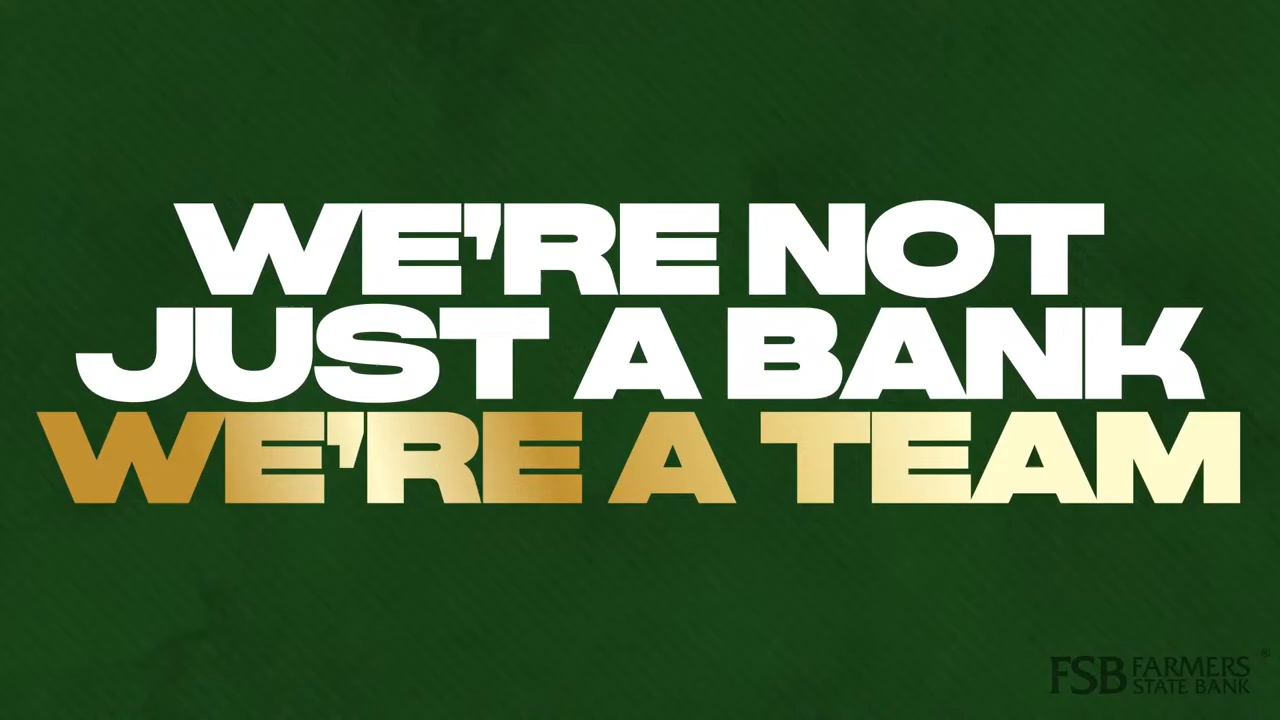 WE'RE NOT
JUST A BANK
WE'RE A TEAM
FSB FARMERS
STATE BANK
®